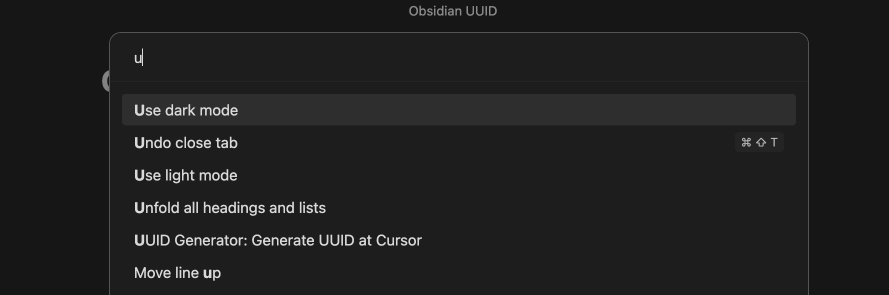 Obsidian UUID
u
Use dark mode
Undo close tab ⌘ ⇧ T
Use light mode
Unfold all headings and lists
UUID Generator: Generate UUID at Cursor
Move line up